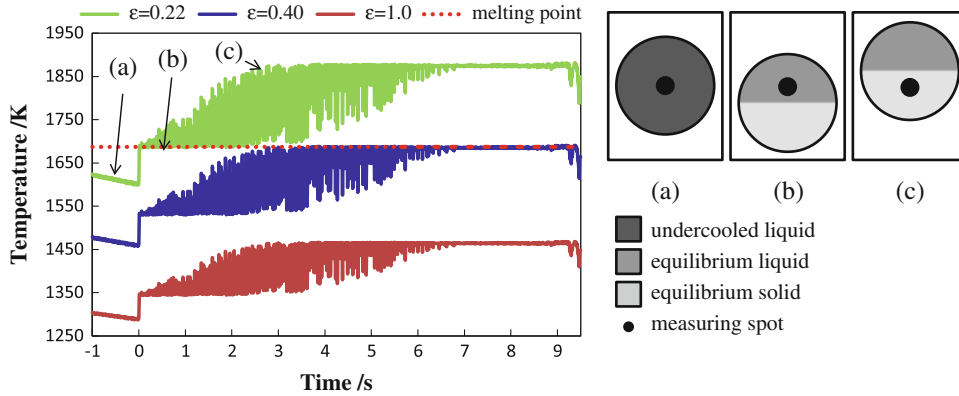 ε=0.22 ε=0.40 ε=1.0 melting point
1950
1850
1750
1650
1550
1450
1350
1250
Temperature /K
(a)
(b)
(c)
-1 0 1 2 3 4 5 6 7 8 9
Time /s
(a) (b) (c)
undercooled liquid
equilibrium liquid
equilibrium solid
measuring spot